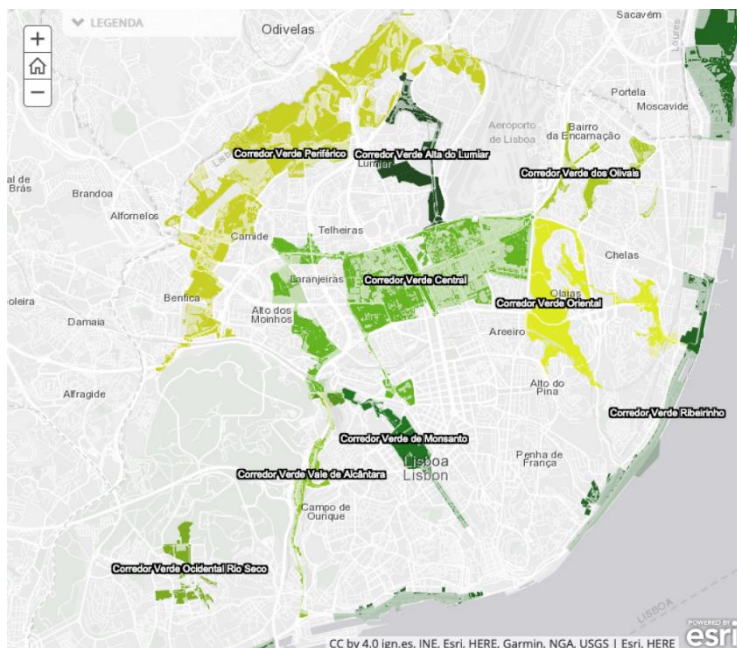 LEGENDA
Sacavém
Odivelas
Loures
Portela
Moscavide
Aeroporto
de Lisboa
Bairro
da Encarnação
Corredor Verde Periférico
Corredor Verde Alta do Lumiar
Lumiar
Corredor Verde dos Olivais
al de
Brás
Brandoa
Alfornelos
Telheiras
Carnide
Chelas
Laranjeiras
Corredor Verde Central
Benfica
Olaias
Corredor Verde Oriental
Alto dos
Moinhos
oleira
Damaia
Areeiro
Alto do
Pina
Alfragide
Corredor Verde Ribeirinho
Corredor Verde de Monsanto
Lisboa
Lisbon
Penha de
França
Corredor Verde Vale de Alcântara
Campo de
Ourique
Corredor Verde Ocidental Rio Seco
LISBOA
POWERED BY
esri
CC by 4.0 ign.es, INE, Esri, HERE, Garmin, NGA, USGS | Esri, HERE